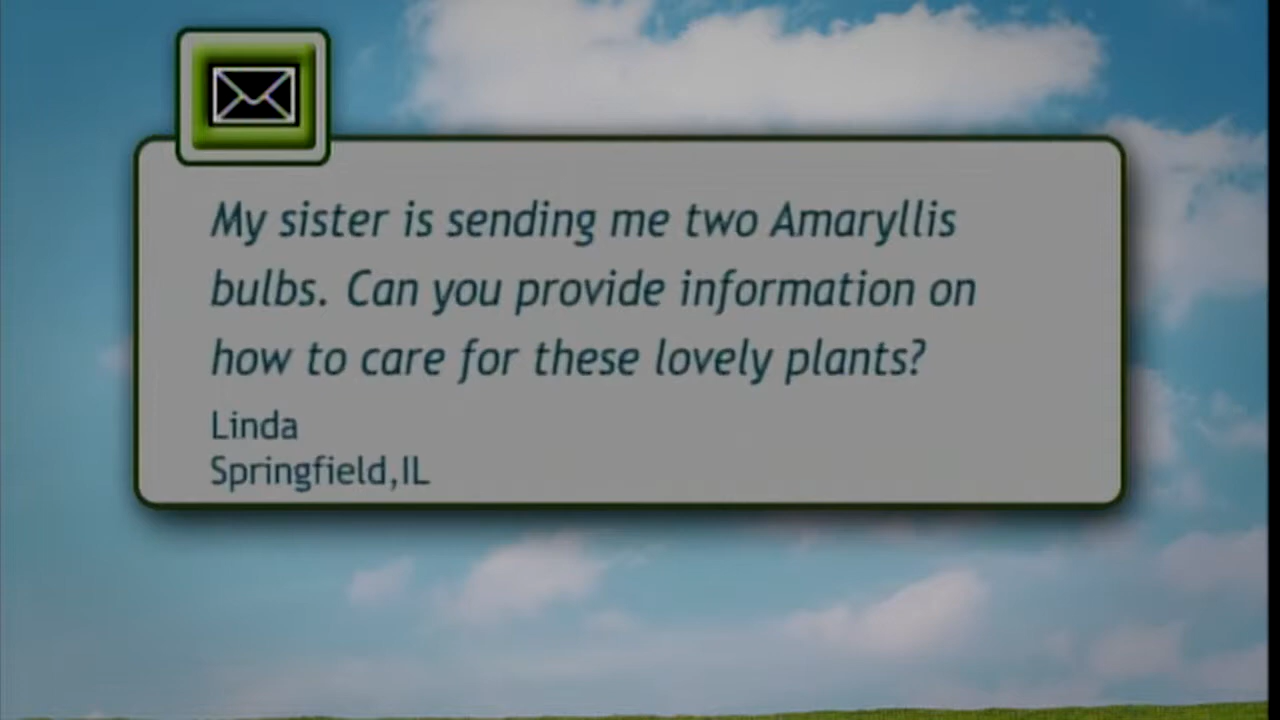 My sister is sending me two Amaryllis
bulbs. Can you provide information on
how to care for these lovely plants?
Linda
Springfield,IL